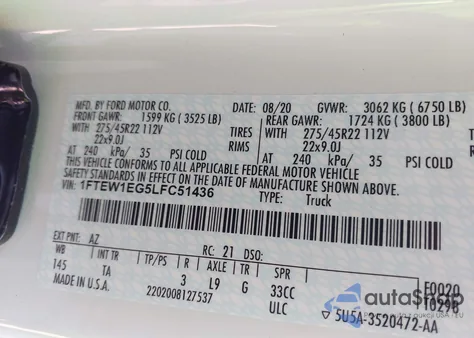 MFD. BY FORD MOTOR CO.
DATE: 08/20 GVWR: 3062 KG (6750 LB)
FRONT GAWR: 1599 KG (3525 LB) REAR GAWR: 1724 KG (3800 LB)
WITH 275/45R22 112V TIRES WITH 275/45R22 112V
22x9.0J RIMS 22x9.0J
AT 240 kPa/ 35 PSI COLD AT 240 kPa/ 35 PSI COLD
THIS VEHICLE CONFORMS TO ALL APPLICABLE FEDERAL MOTOR VEHICLE
SAFETY STANDARDS IN EFFECT ON THE DATE OF MANUFACTURE SHOWN ABOVE.
VIN: 1FTEW1EG5LFC51436 TYPE: Truck
EXT PNT: AZ RC: 21 DSO:
WB INT TR TP/PS R AXLE TR SPR
145 TA 3 L9 G 33CC
MADE IN U.S.A. 2202008127537 ULC
F0020
10298
▽ 5U5A-3520472-AA
autoShop